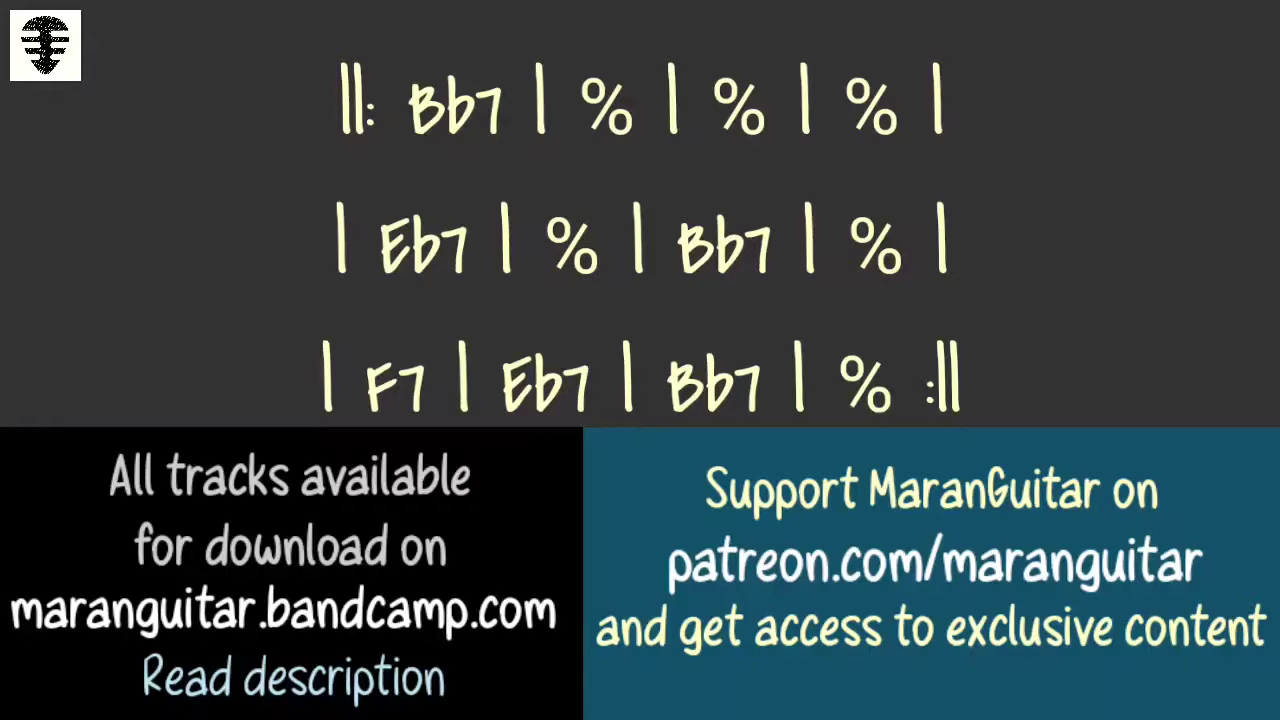 ||: Bb7 | % | % | % |
| Eb7 | % | Bb7 | % |
| F7 | Eb7 | Bb7 | % :||
All tracks available
for download on
maranguitar.bandcamp.com
Read description
Support MaranGuitar on
patreon.com/maranguitar
and get access to exclusive content